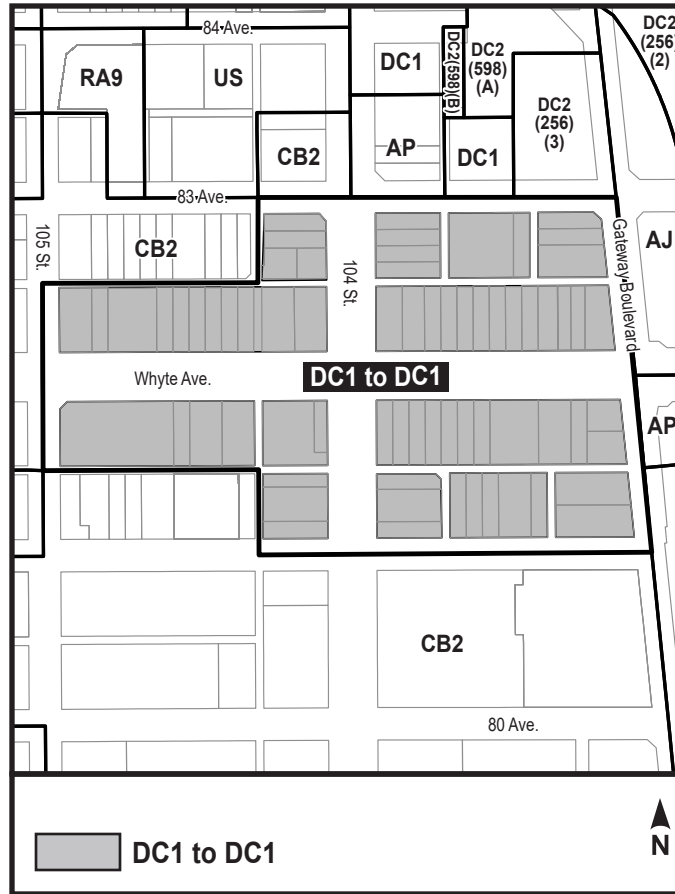 84 Ave.
DC2
(256)
(2)
RA9
US
DC1
DC2(598)(B)
DC2
(598)
(A)
DC2
(256)
(3)
CB2
AP
DC1
83 Ave.
105 St.
CB2
104 St.
Gateway Boulevard
AJ
Whyte Ave.
DC1 to DC1
AP
CB2
80 Ave.
DC1 to DC1
N